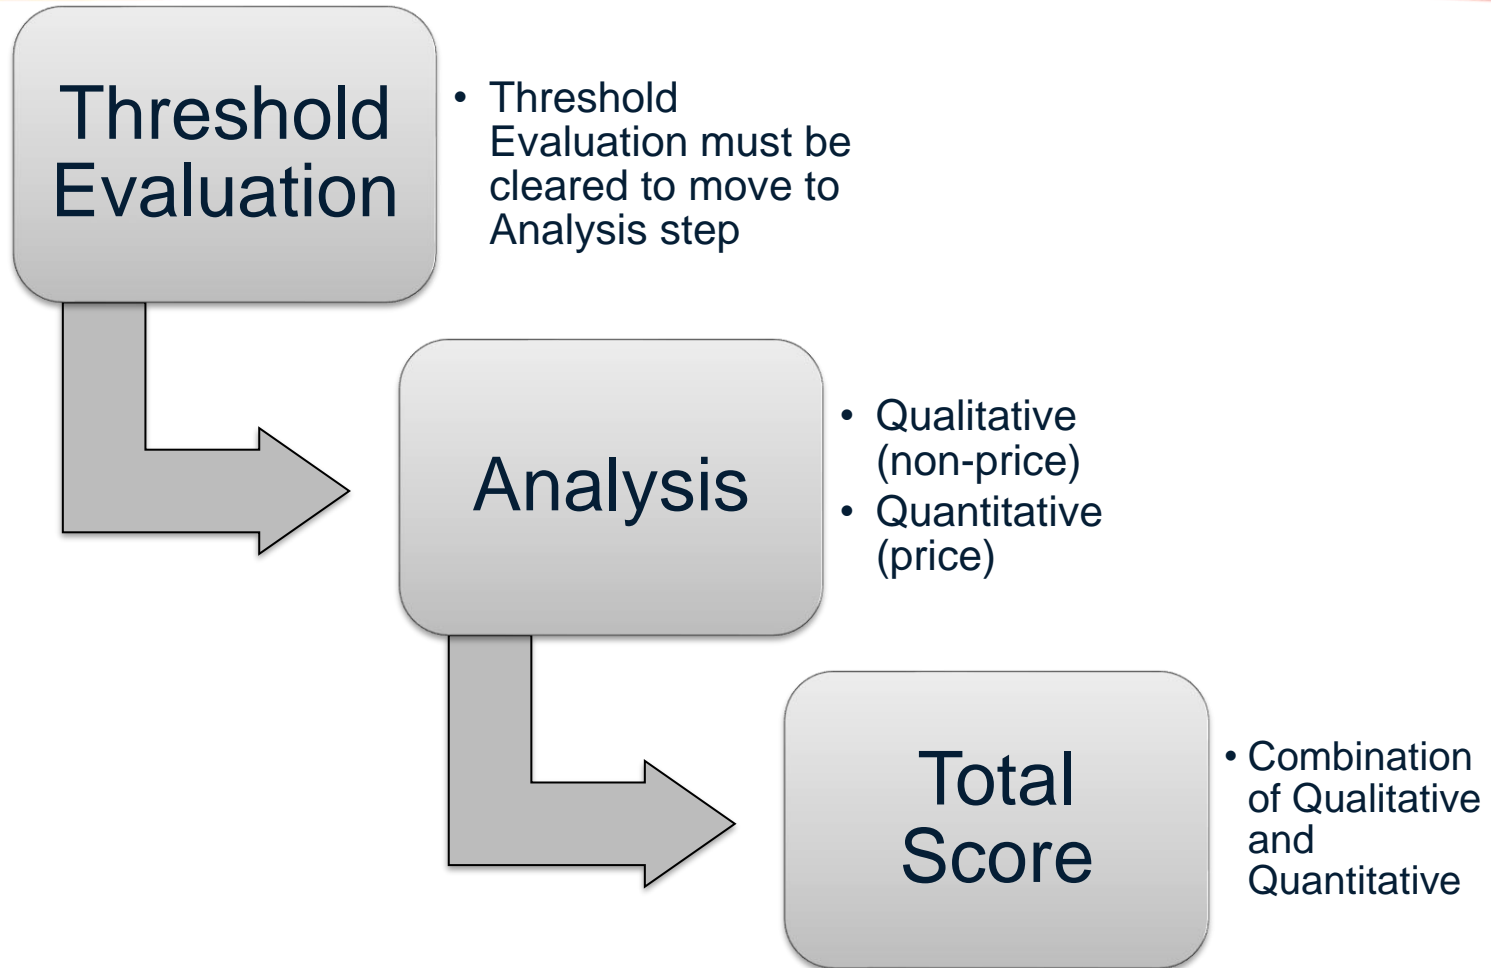 Threshold
Evaluation
• Threshold
Evaluation must be
cleared to move to
Analysis step
Analysis
• Qualitative
(non-price)
• Quantitative
(price)
Total
Score
• Combination
of Qualitative
and
Quantitative